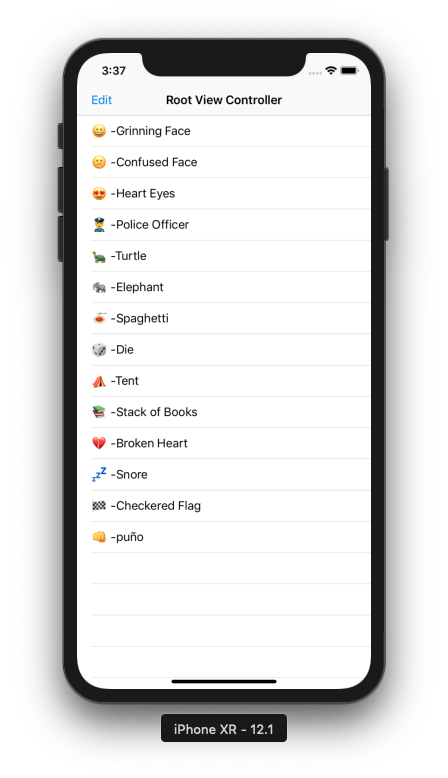 3:37
Edit Root View Controller
😀 -Grinning Face
😕 -Confused Face
😍 -Heart Eyes
👮 -Police Officer
🐢 -Turtle
🐘 -Elephant
🍝 -Spaghetti
🎲 -Die
⛺ -Tent
📚 -Stack of Books
💔 -Broken Heart
💤 -Snore
🏁 -Checkered Flag
👊 -puño
iPhone XR - 12.1